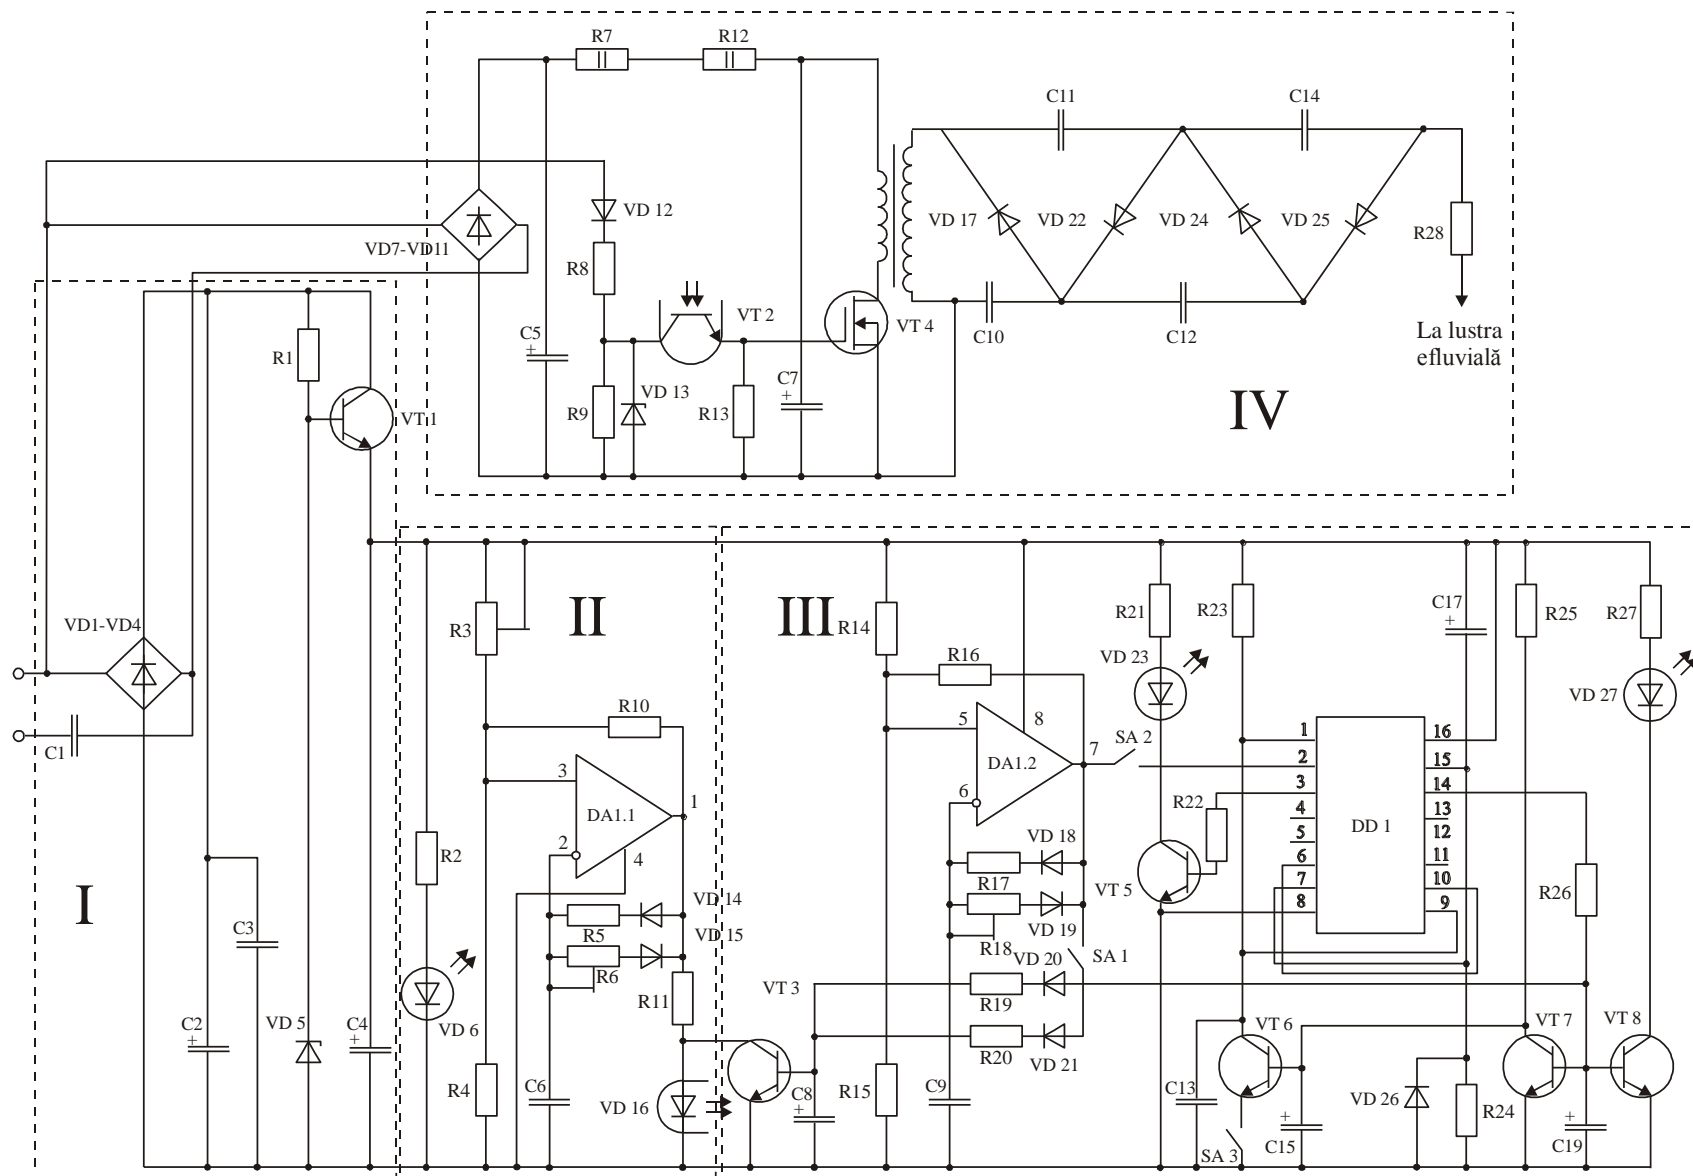 R7
R12
C11
C14
VD 12
VD 17
VD 22
VD 24
VD 25
R28
VD7-VD11
R8
VT 2
VT 4
C5
+
C10
C12
La lustra
efluvială
R1
VT 1
VD 13
C7
+
R9
R13
IV
II
III
R3
R14
R21
R23
C17
+
R25
R27
VD1-VD4
R16
VD 23
VD 27
R10
5
8
7
SA 2
1
16
C1
DA1.2
2
15
3
DA1.1
1
6
3
14
R22
4
13
DD 1
5
12
2
4
R2
VD 18
6
11
R17
VT 5
7
10
I
VD 14
8
9
R26
C3
R5
VD 15
VD 19
R18
SA 1
R6
VD 20
R11
VT 3
R19
C2
+
VD 5
C4
+
VD 6
VT 6
VT 7
VT 8
R20
VD 21
R4
C6
VD 16
C8
+
R15
C9
C13
VD 26
R24
SA 3
+
C15
+
C19